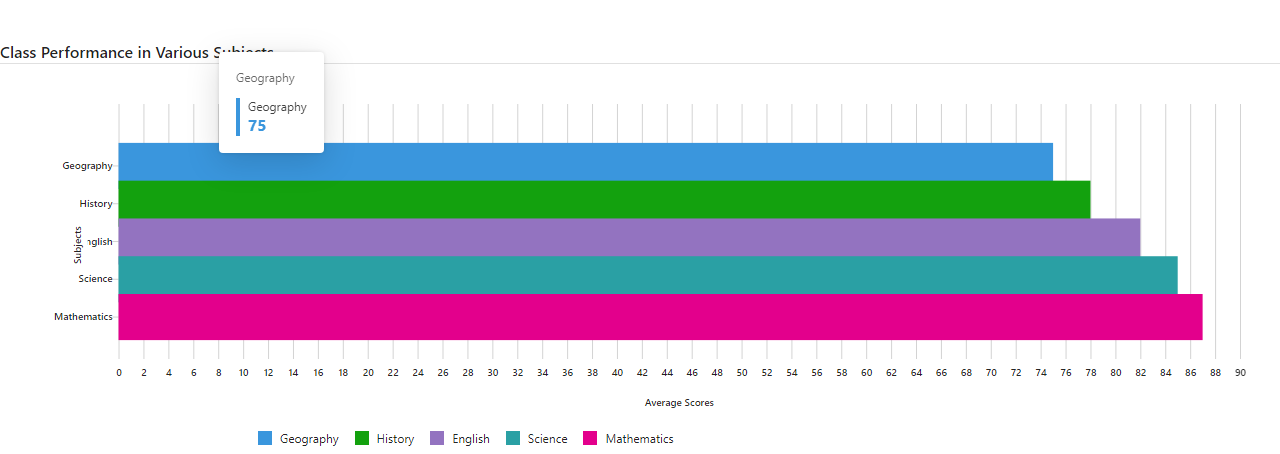 Class Performance in Various Subjects
Geography
Geography
75
Geography
History
Subjects
nglish
Science
Mathematics
0 2 4 6 8 10 12 14 16 18 20 22 24 26 28 30 32 34 36 38 40 42 44 46 48 50 52 54 56 58 60 62 64 66 68 70 72 74 76 78 80 82 84 86 88 90
Average Scores
Geography History English Science Mathematics